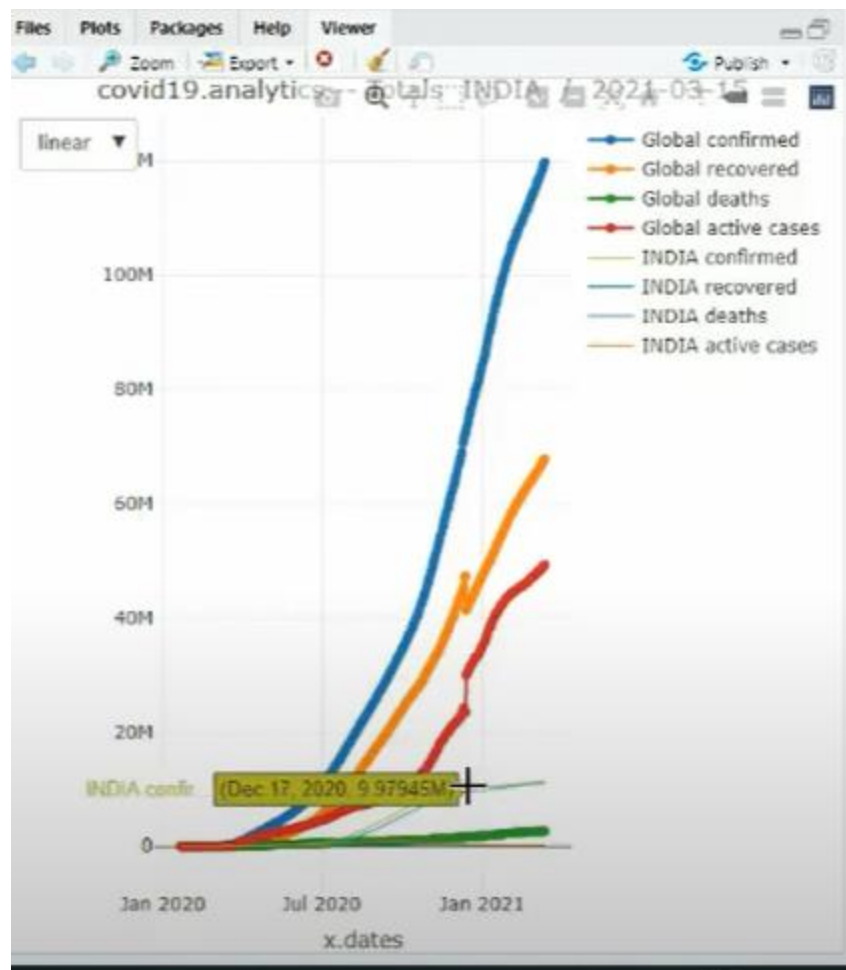 Files Plots Packages Help Viewer
Zoom Export Publish
covid19.analytics -- Totals INDIA / 2021-03-15
linear
M
100M
80M
60M
40M
20M
0
Global confirmed
Global recovered
Global deaths
Global active cases
INDIA confirmed
INDIA recovered
INDIA deaths
INDIA active cases
INDIA confir... (Dec 17, 2020, 9.97945M)
Jan 2020 Jul 2020 Jan 2021
x.dates